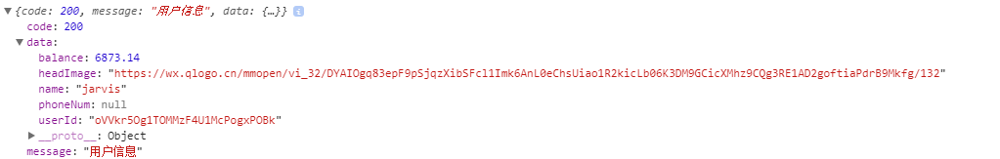 {code: 200, message: "用户信息", data: {…}}
code: 200
data:
balance: 6873.14
headImage: "https://wx.qlogo.cn/mmopen/vi_32/DYAIOgq83epF9pSjqzXibSFcl1Imk6AnL0eChsUiao1R2kicLb06K3DM9GCicXMhz9CQg3RE1AD2goftiaPdrB9Mkfg/132"
name: "jarvis"
phoneNum: null
userId: "oVVkr5Og1TOMMzF4U1McPogxPOBk"
__proto__: Object
message: "用户信息"